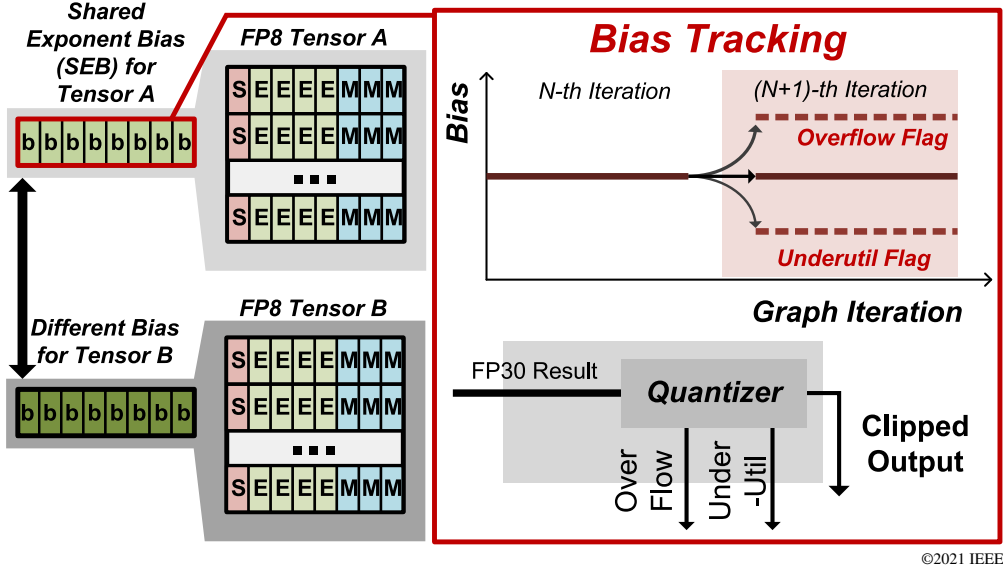 Shared
Exponent Bias
(SEB) for
Tensor A
b b b b b b b b
FP8 Tensor A
S E E E E M M M
S E E E E M M M
...
S E E E E M M M
Different Bias
for Tensor B
b b b b b b b b
FP8 Tensor B
S E E E E M M M
S E E E E M M M
...
S E E E E M M M
Bias Tracking
Bias
N-th Iteration
(N+1)-th Iteration
Overflow Flag
Underutil Flag
Graph Iteration
FP30 Result
Quantizer
Over
Flow
Under
-Util
Clipped
Output
©2021 IEEE